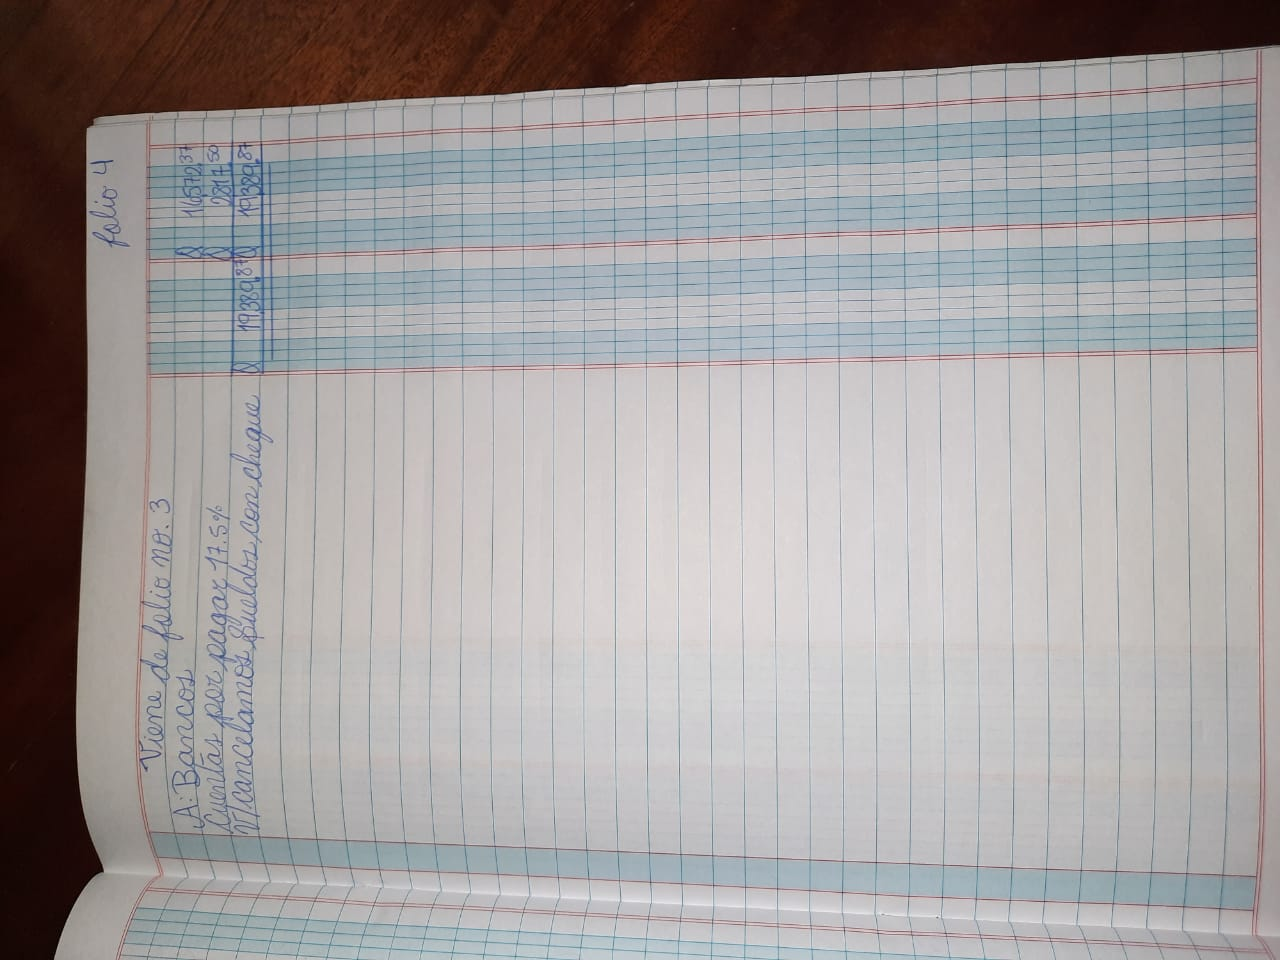 folio 4
Viene de folio no. 3
A: Bancos Q 16572.37
Cuentas por pagar 17.5% Q 2817.50
V/cancelamos sueldos con cheque Q 19389.87 Q 19389.87